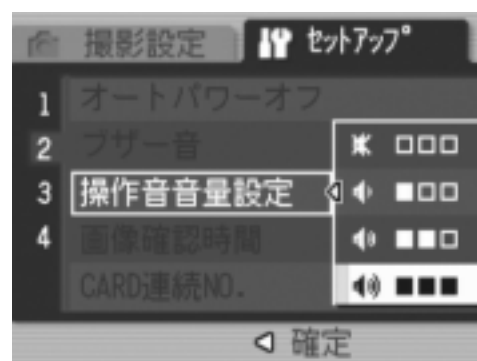 撮影設定 セットアップ
1 オートパワーオフ
2 ブザー音
3 操作音音量設定
4 画像確認時間
CARD連続NO.
確定